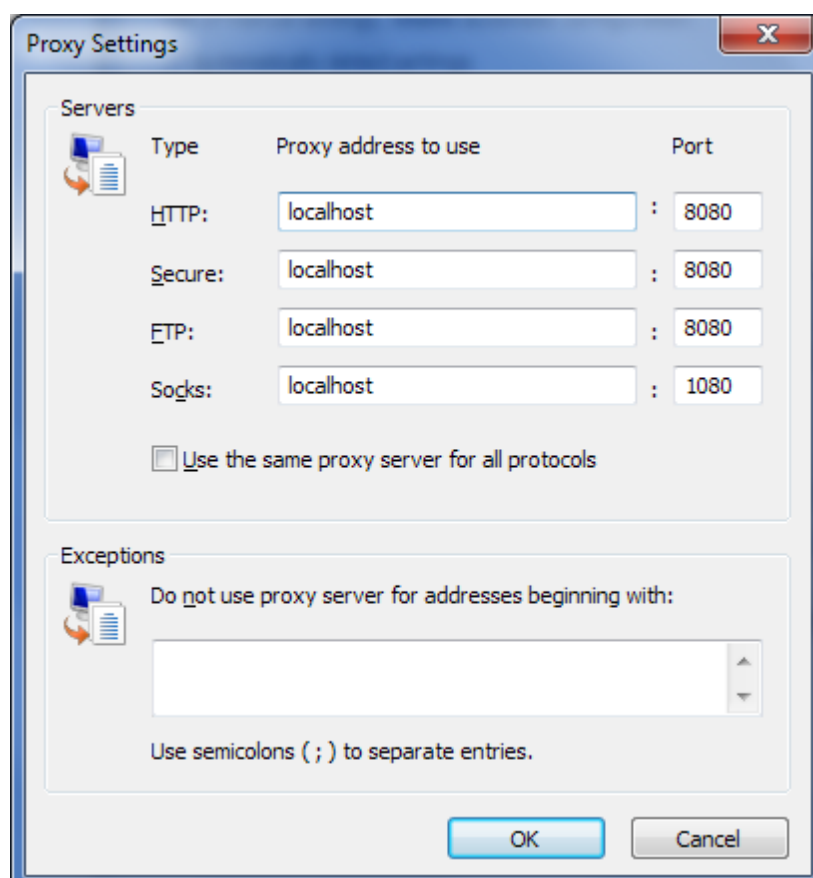 Proxy Settings
Servers
Type Proxy address to use Port
HTTP: localhost : 8080
Secure: localhost : 8080
FTP: localhost : 8080
Socks: localhost : 1080
Use the same proxy server for all protocols
Exceptions
Do not use proxy server for addresses beginning with:
Use semicolons ( ; ) to separate entries.
OK Cancel